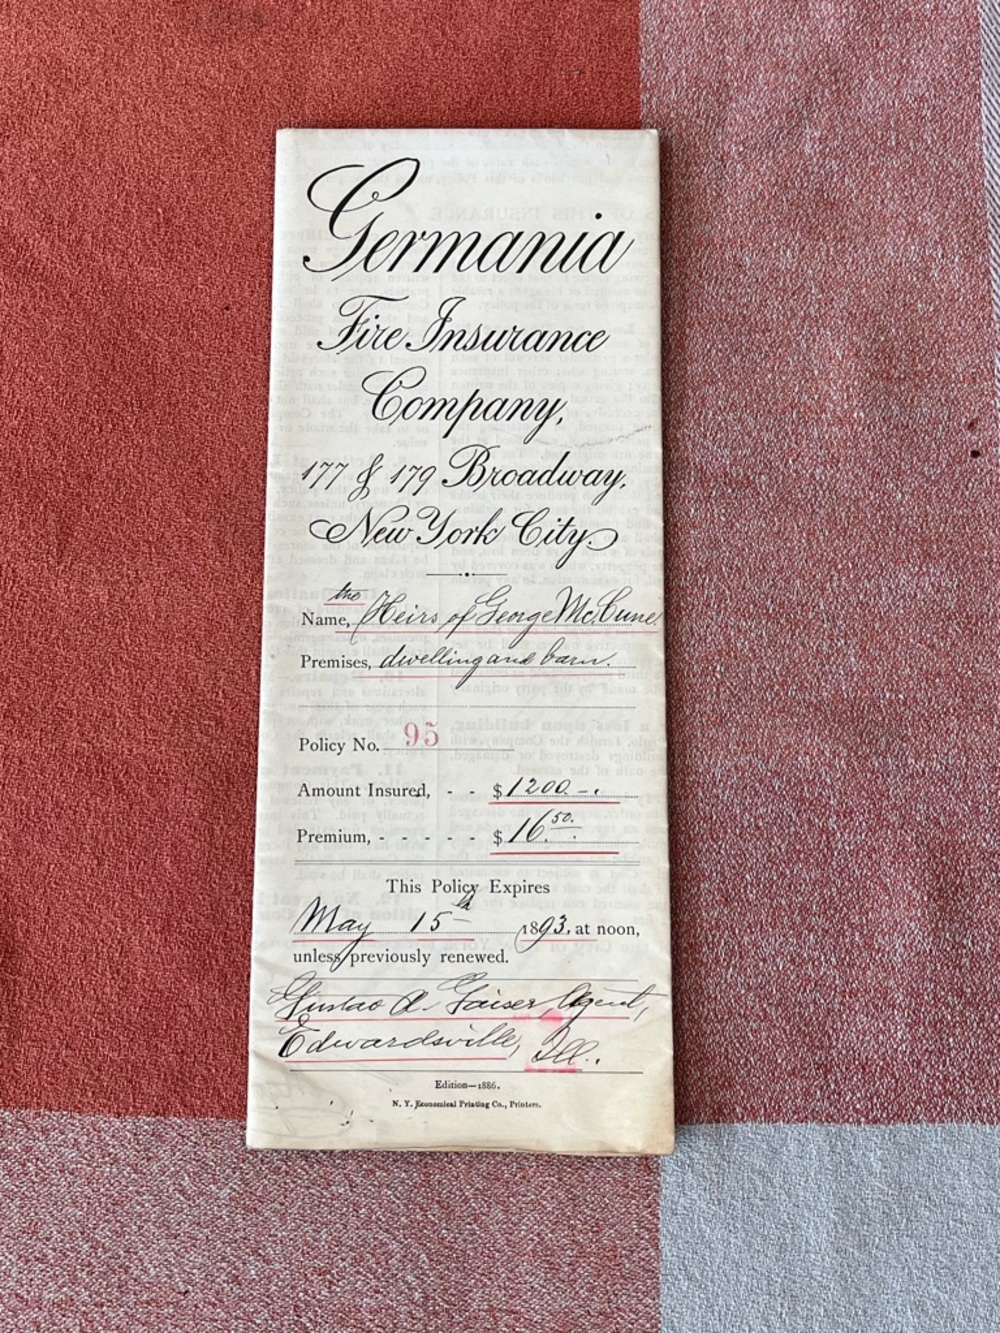 Germania
Fire Insurance
Company,
177 & 179 Broadway,
New York City.
the
Name, Heirs of George McCune
Premises, dwelling and barn.
Policy No. 95
Amount Insured, - - $1200.-.
Premium, - - - - - $16.50.
This Policy Expires
May 15th 1893, at noon,
unless previously renewed.
Gustav A. Gaiser, Agent,
Edwardsville, Ill.
Edition—1886.
N. Y. Economical Printing Co., Printers.